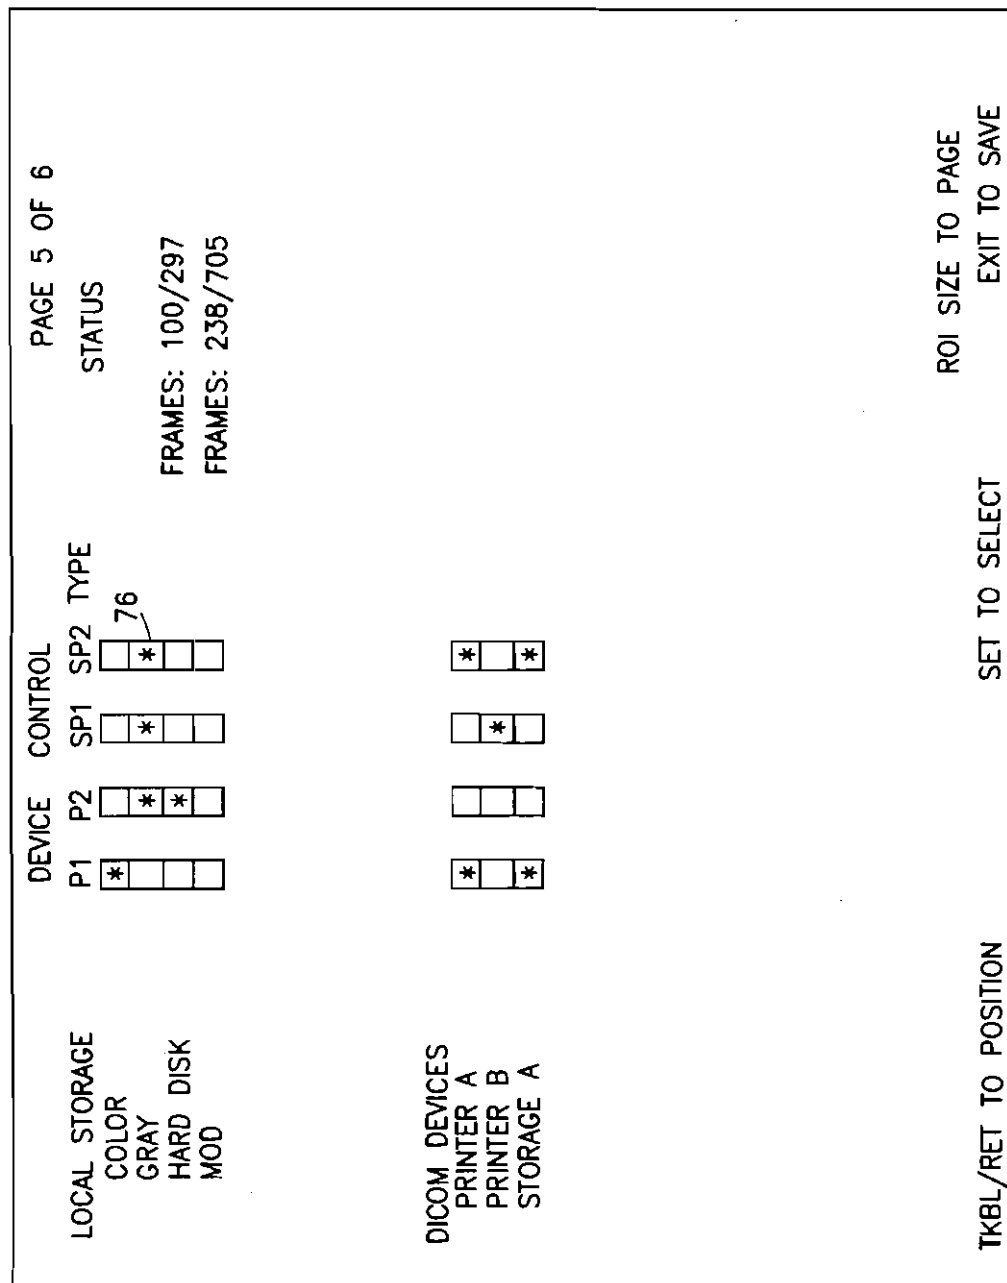 DEVICE CONTROL PAGE 5 OF 6
LOCAL STORAGE P1 P2 SP1 SP2 TYPE STATUS
COLOR *
GRAY * * * 76
HARD DISK * FRAMES: 100/297
MOD FRAMES: 238/705
DICOM DEVICES
PRINTER A * *
PRINTER B *
STORAGE A * *
ROI SIZE TO PAGE
TKBL/RET TO POSITION SET TO SELECT EXIT TO SAVE